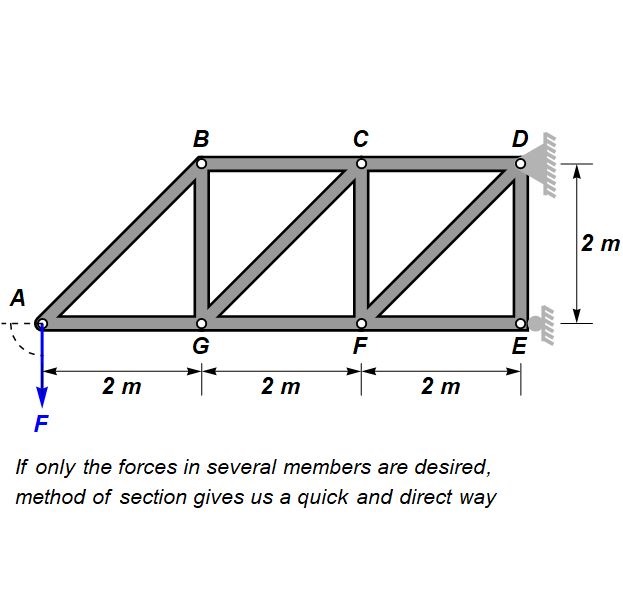 B C D
2 m
A
G F E
2 m 2 m 2 m
F
If only the forces in several members are desired,
method of section gives us a quick and direct way